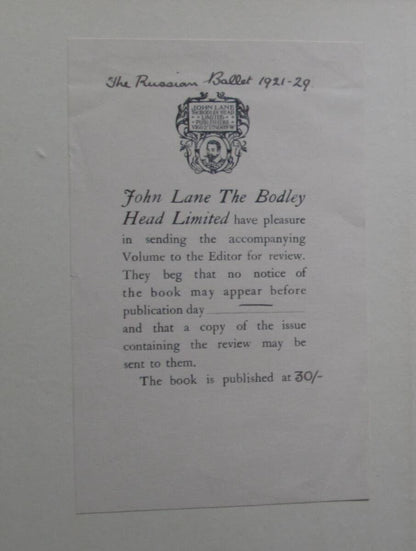 The Russian Ballet 1921-29.
JOHN LANE
THE BODLEY HEAD
LIMITED
PUBLISHERS
John Lane The Bodley
Head Limited have pleasure
in sending the accompanying
Volume to the Editor for review.
They beg that no notice of
the book may appear before
publication day
and that a copy of the issue
containing the review may be
sent to them.
The book is published at 30/-